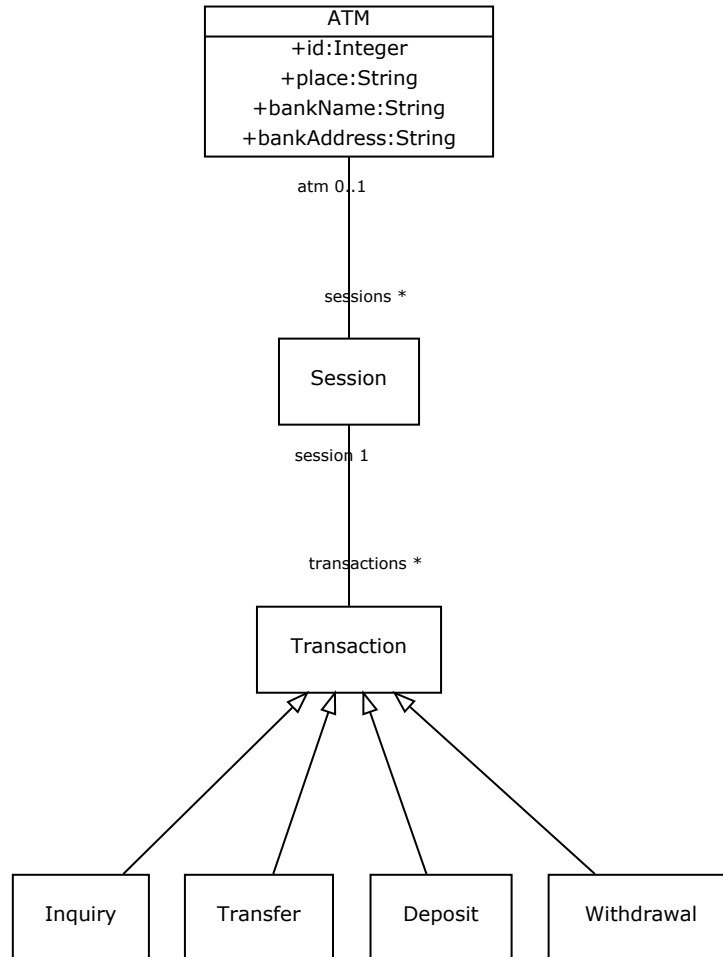 ATM
+id:Integer
+place:String
+bankName:String
+bankAddress:String
atm 0..1
sessions *
Session
session 1
transactions *
Transaction
Inquiry
Transfer
Deposit
Withdrawal